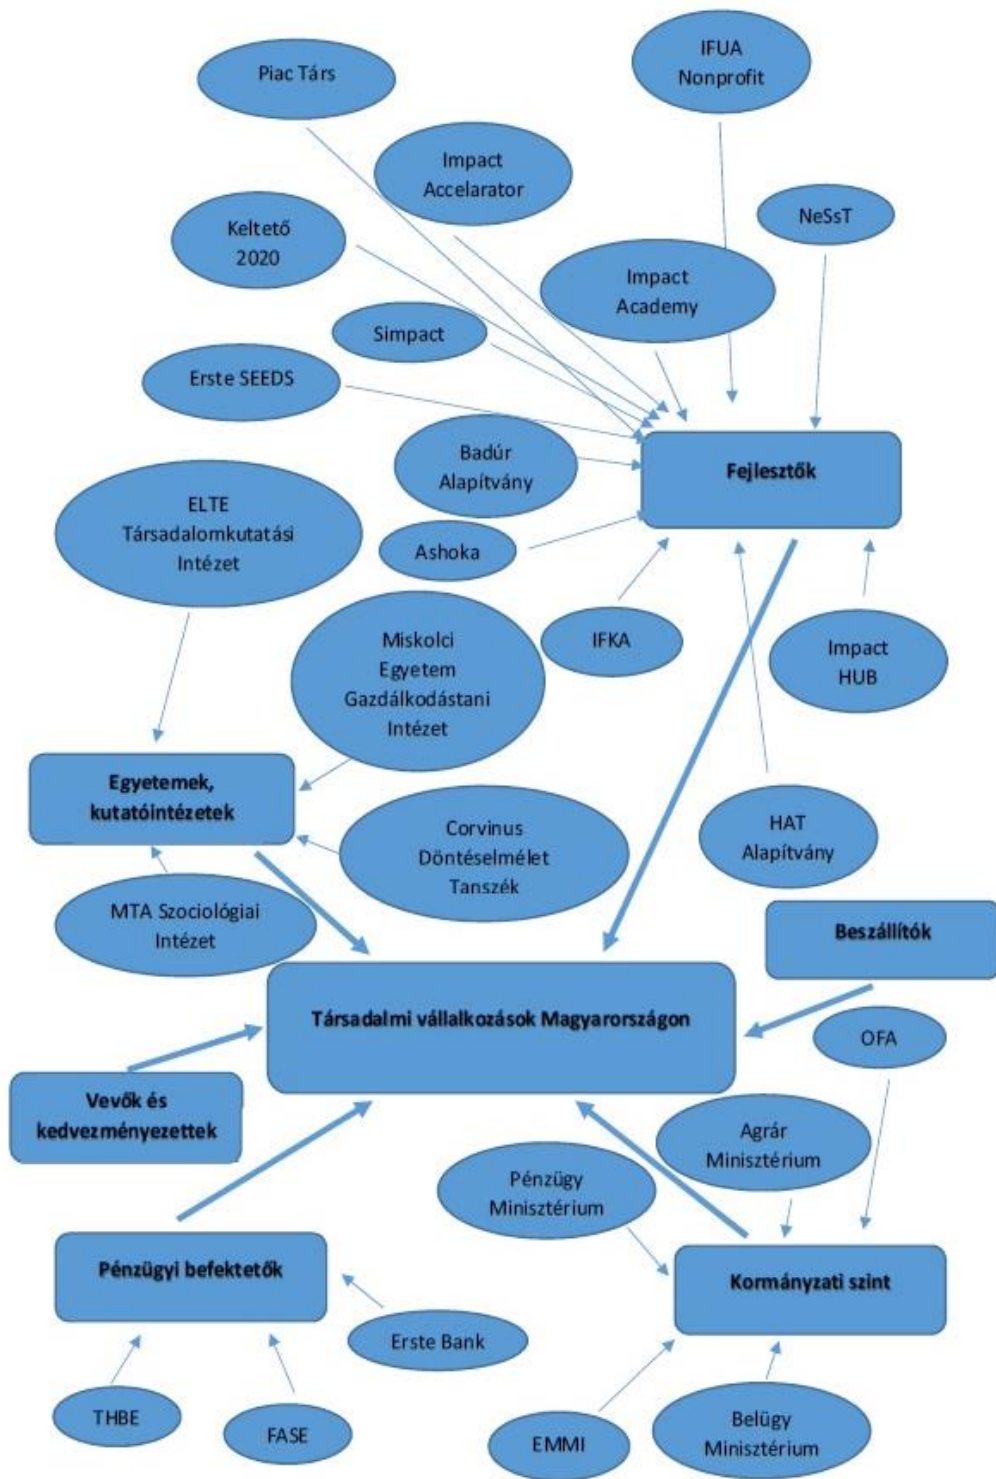 Piac Társ
IFUA
Nonprofit
Impact
Accelarator
NeSsT
Keltető
2020
Impact
Academy
Simpact
Erste SEEDS
Badúr
Alapítvány
Fejlesztők
ELTE
Társadalomkutatási
Intézet
Ashoka
IFKA
Miskolci
Egyetem
Gazdálkodástani
Intézet
Impact
HUB
Egyetemek,
kutatóintézetek
Corvinus
Döntéselmélet
Tanszék
HAT
Alapítvány
MTA Szociológiai
Intézet
Beszállítók
Társadalmi vállalkozások Magyarországon
OFA
Vevők és
kedvezményezettek
Agrár
Minisztérium
Pénzügy
Minisztérium
Pénzügyi befektetők
Kormányzati szint
Erste Bank
THBE
FASE
EMMI
Belügy
Minisztérium